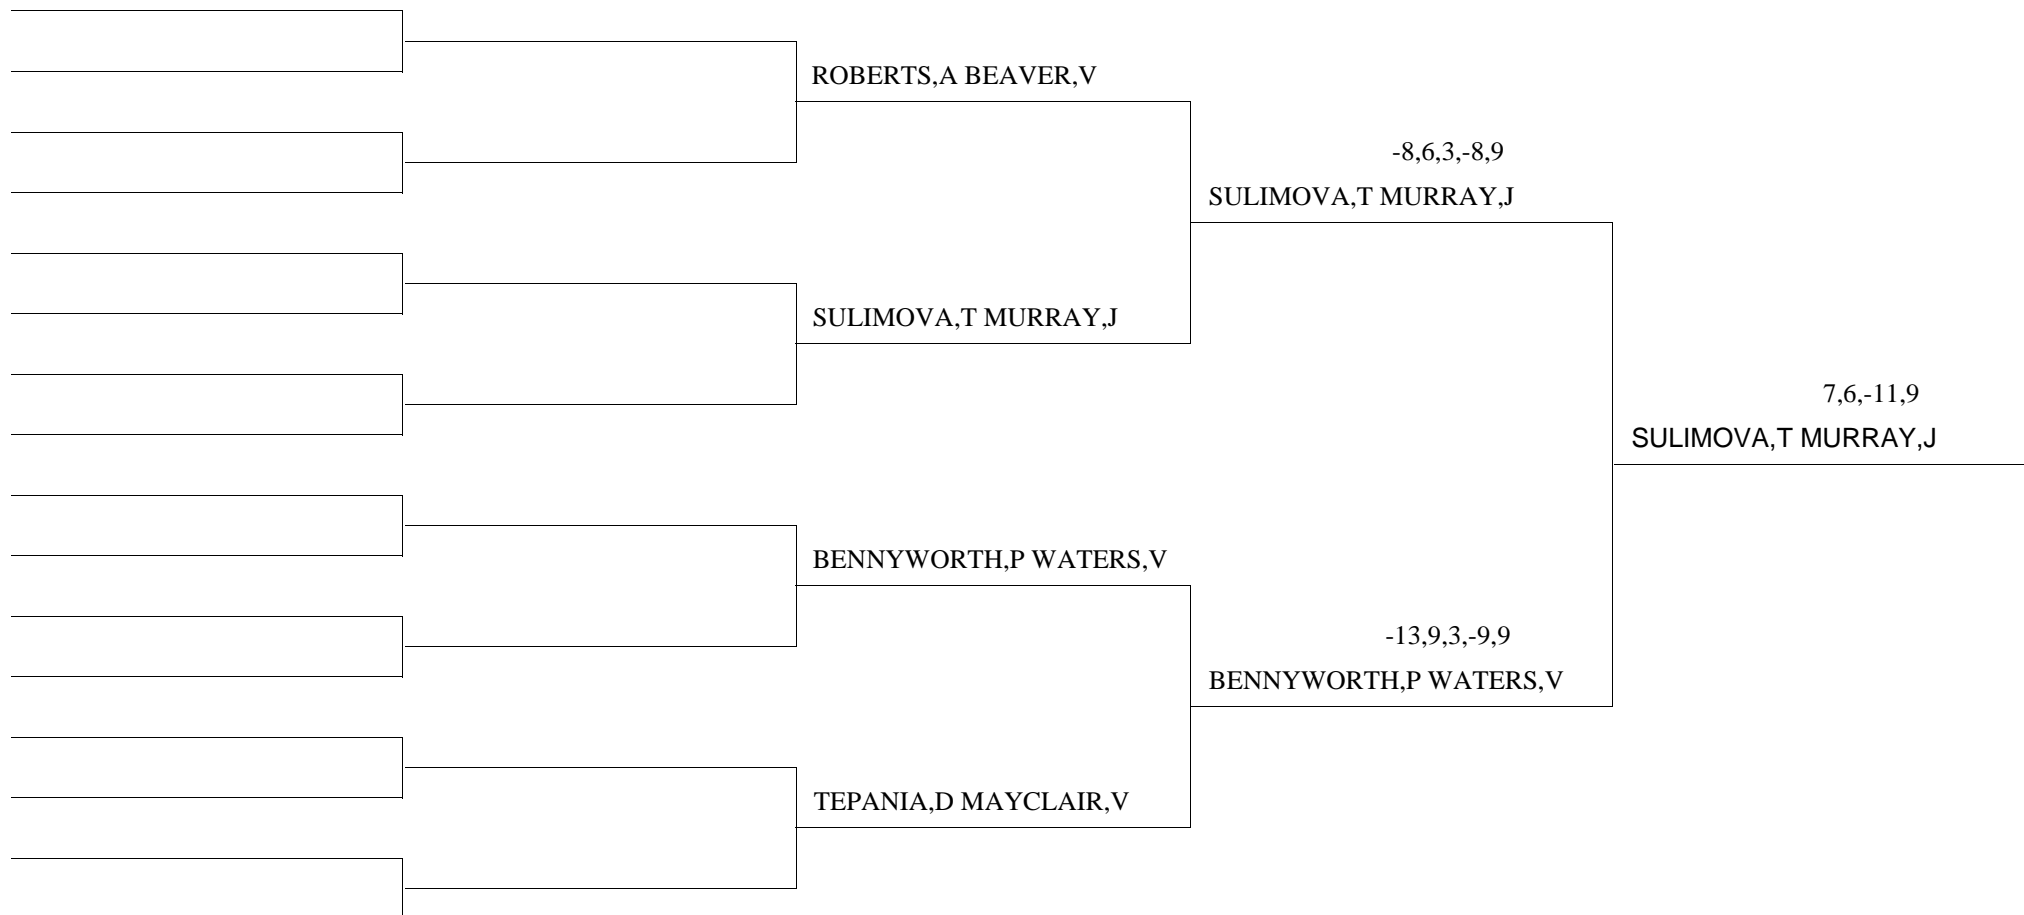 ROBERTS,A BEAVER,V
-8,6,3,-8,9
SULIMOVA,T MURRAY,J
SULIMOVA,T MURRAY,J
7,6,-11,9
SULIMOVA,T MURRAY,J
BENNYWORTH,P WATERS,V
-13,9,3,-9,9
BENNYWORTH,P WATERS,V
TEPANIA,D MAYCLAIR,V